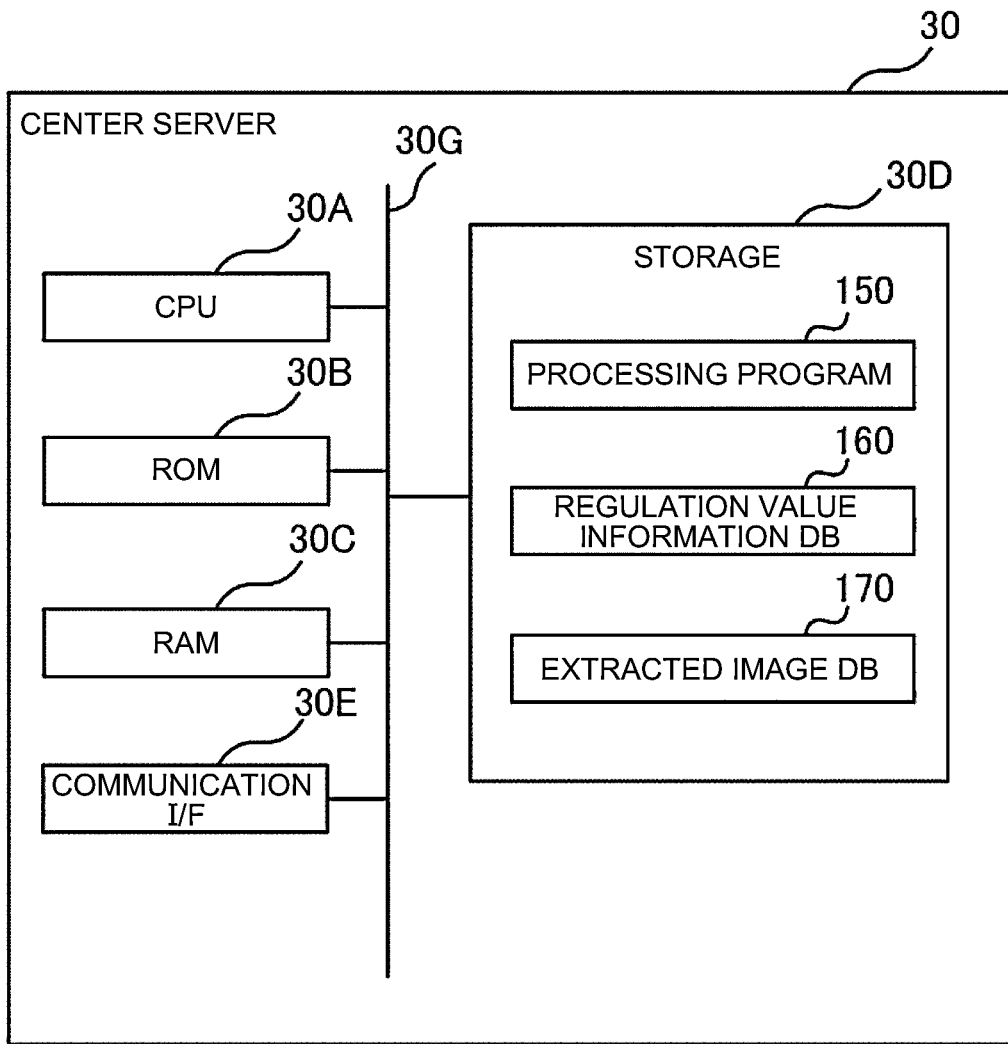 30
CENTER SERVER
30G
30A
CPU
30B
ROM
30C
RAM
30E
COMMUNICATION
I/F
30D
STORAGE
150
PROCESSING PROGRAM
160
REGULATION VALUE
INFORMATION DB
170
EXTRACTED IMAGE DB